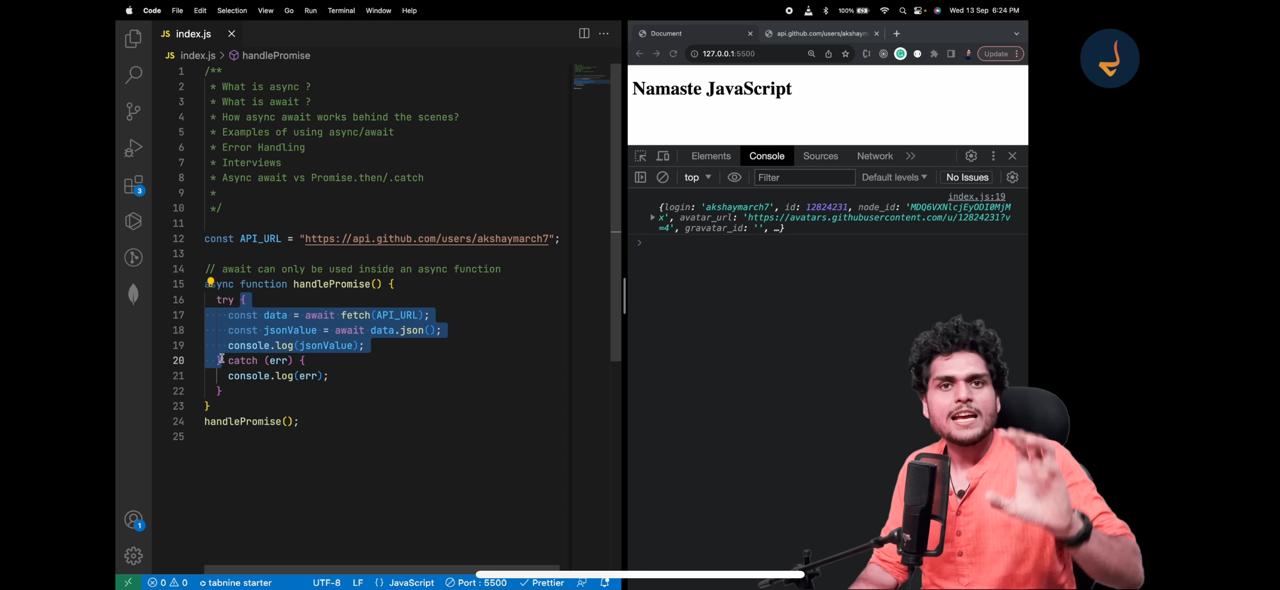 Code File Edit Selection View Go Run Terminal Window Help
100% Wed 13 Sep 6:24 PM
JS index.js
JS index.js > handlePromise
1 /**
2 * What is async ?
3 * What is await ?
4 * How async await works behind the scenes?
5 * Examples of using async/await
6 * Error Handling
7 * Interviews
8 * Async await vs Promise.then/.catch
9 *
10 */
11
12 const API_URL = "https://api.github.com/users/akshaymarch7";
13
14 // await can only be used inside an async function
15 async function handlePromise() {
16 try {
17 const data = await fetch(API_URL);
18 const jsonValue = await data.json();
19 console.log(jsonValue);
20 } catch (err) {
21 console.log(err);
22 }
23 }
24 handlePromise();
25
3
1
0 0 tabnine starter UTF-8 LF {} JavaScript Port : 5500 Prettier
Document api.github.com/users/akshaym
127.0.0.1:5500 Update
Namaste JavaScript
Elements Console Sources Network
top Filter Default levels No Issues
index.js:19
{login: 'akshaymarch7', id: 12824231, node_id: 'MDQ6VXNlcjEyODI0MjM
x', avatar_url: 'https://avatars.githubusercontent.com/u/12824231?v
=4', gravatar_id: '', …}